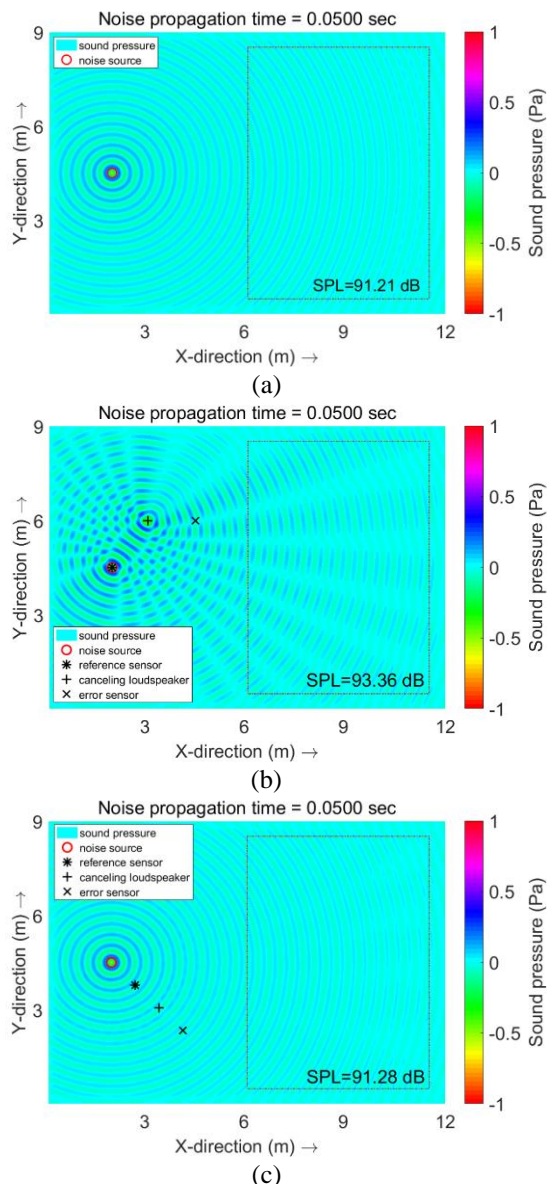 Noise propagation time = 0.0500 sec
9
6
3
3 6 9 12
Y-direction (m) →
X-direction (m) →
sound pressure
noise source
SPL=91.21 dB
1
0.5
0
-0.5
-1
Sound pressure (Pa)
(a)
Noise propagation time = 0.0500 sec
9
6
3
3 6 9 12
Y-direction (m) →
X-direction (m) →
sound pressure
noise source
reference sensor
canceling loudspeaker
error sensor
SPL=93.36 dB
1
0.5
0
-0.5
-1
Sound pressure (Pa)
(b)
Noise propagation time = 0.0500 sec
9
6
3
3 6 9 12
Y-direction (m) →
X-direction (m) →
sound pressure
noise source
reference sensor
canceling loudspeaker
error sensor
SPL=91.28 dB
1
0.5
0
-0.5
-1
Sound pressure (Pa)
(c)